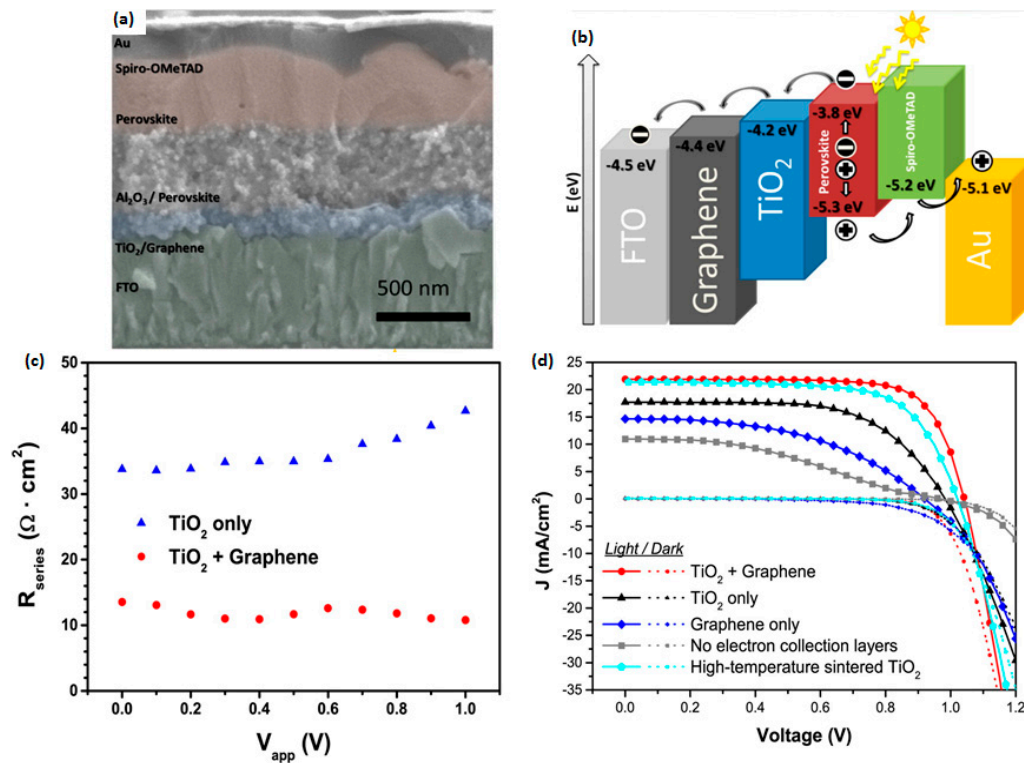 (a)
Au
Spiro-OMeTAD
Perovskite
Al₂O₃ / Perovskite
TiO₂/Graphene
FTO
500 nm
(b)
E (eV)
-4.5 eV
FTO
-4.4 eV
Graphene
-4.2 eV
TiO₂
-3.8 eV
Perovskite
-5.3 eV
Spiro-OMeTAD
-5.2 eV
-5.1 eV
Au
(c)
50
40
30
20
10
0
R series (Ω · cm²)
TiO₂ only
TiO₂ + Graphene
0.0 0.2 0.4 0.6 0.8 1.0
V app (V)
(d)
25
20
15
10
5
0
-5
-10
-15
-20
-25
-30
-35
J (mA/cm²)
Light / Dark
TiO₂ + Graphene
TiO₂ only
Graphene only
No electron collection layers
High-temperature sintered TiO₂
0.0 0.2 0.4 0.6 0.8 1.0 1.2
Voltage (V)